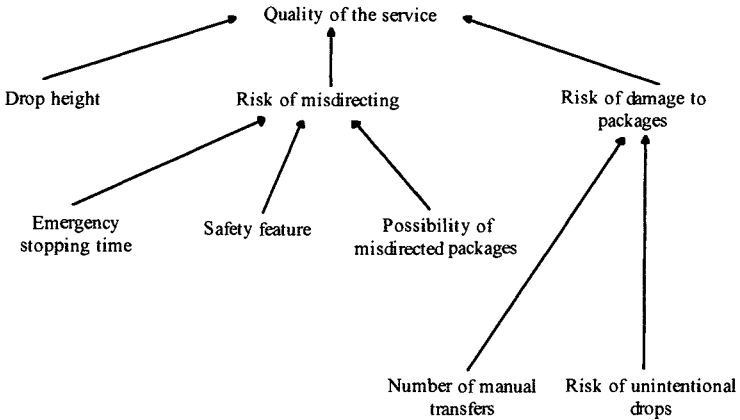 Quality of the service
Drop height
Risk of misdirecting
Risk of damage to
packages
Emergency
stopping time
Safety feature
Possibility of
misdirected packages
Number of manual
transfers
Risk of unintentional
drops